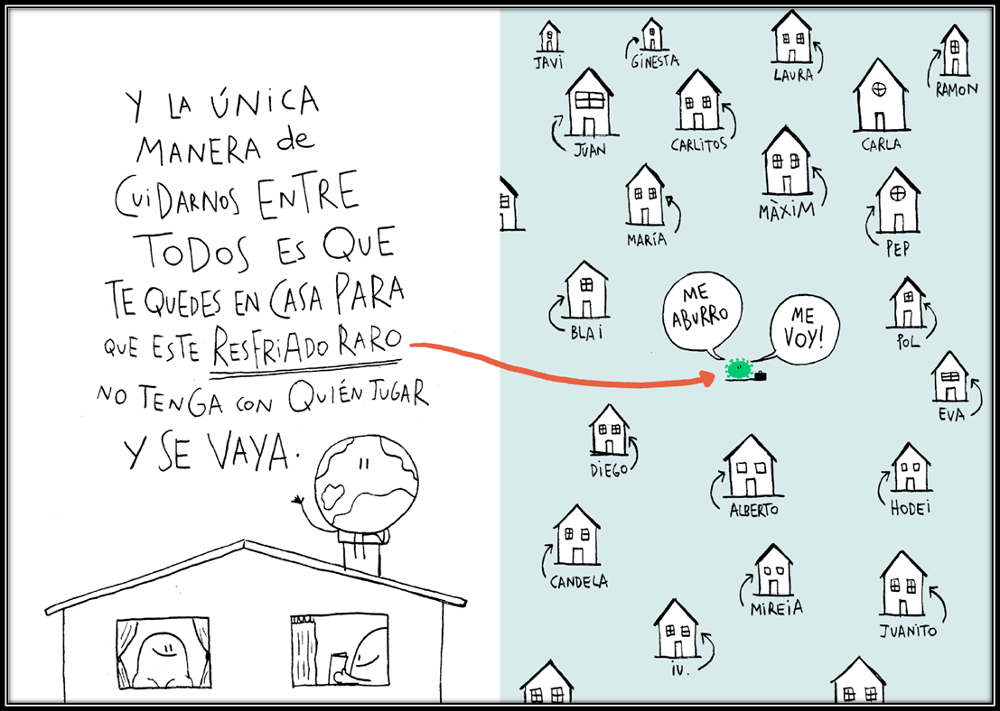 Y LA ÚNICA
MANERA de
CUiDARNOS ENTRE
TODOS ES QUE
TE QUEDES EN CASA PARA
QUE ESTE RESFRiADO RARO
NO TENGA CON QUIÉN JUGAR
Y SE VAYA.
JAVi
GiNESTA
LAURA
RAMON
JUAN
CARLiTOS
CARLA
MÀXiM
MARÍA
PEP
ME
ABURRO
ME
VOY!
BLAi
POL
EVA
DiEGO
ALBERTO
HODEi
CANDELA
MiREiA
JUANiTO
iU.